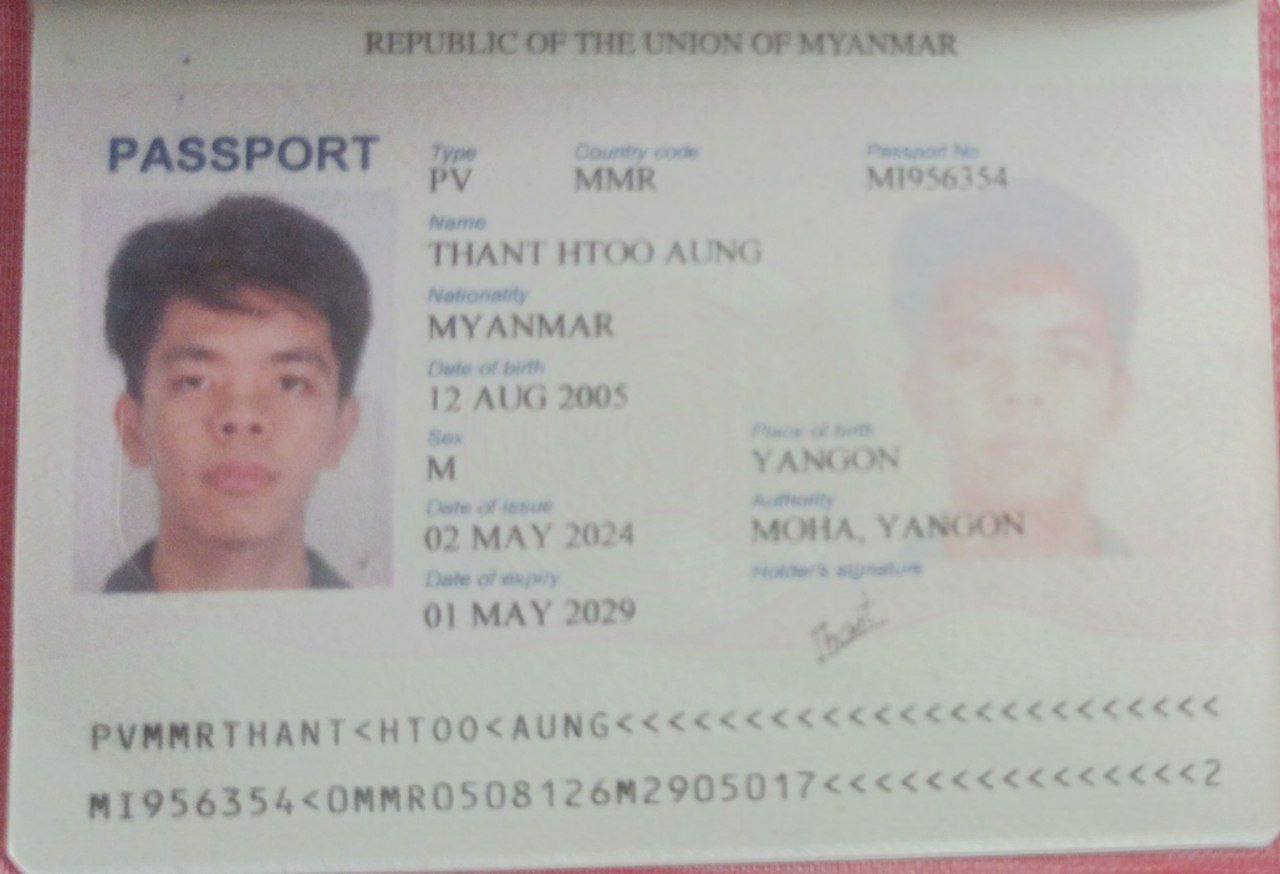 REPUBLIC OF THE UNION OF MYANMAR
PASSPORT
Type Country code Passport No
PV MMR MI956354
Name
THANT HTOO AUNG
Nationality
MYANMAR
Date of birth
12 AUG 2005
Sex Place of birth
M YANGON
Date of issue Authority
02 MAY 2024 MOHA, YANGON
Date of expiry Holder's signature
01 MAY 2029
Thant
PVMMRTHANT<HTOO<AUNG<<<<<<<<<<<<<<<<<<<<<<<<
MI956354<0MMR0508126M2905017<<<<<<<<<<<<<<<2